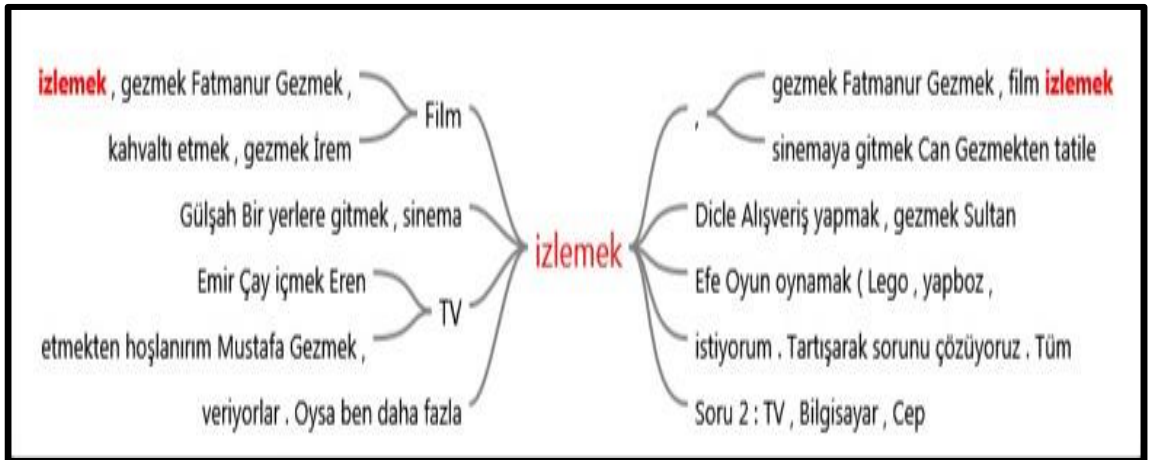 izlemek , gezmek Fatmanur Gezmek ,
kahvaltı etmek , gezmek İrem
Film
Gülşah Bir yerlere gitmek , sinema
Emir Çay içmek Eren
etmekten hoşlanırım Mustafa Gezmek ,
TV
veriyorlar . Oysa ben daha fazla
izlemek
,
gezmek Fatmanur Gezmek , film izlemek
sinemaya gitmek Can Gezmekten tatile
Dicle Alışveriş yapmak , gezmek Sultan
Efe Oyun oynamak ( Lego , yapboz ,
istiyorum . Tartışarak sorunu çözüyoruz . Tüm
Soru 2 : TV , Bilgisayar , Cep